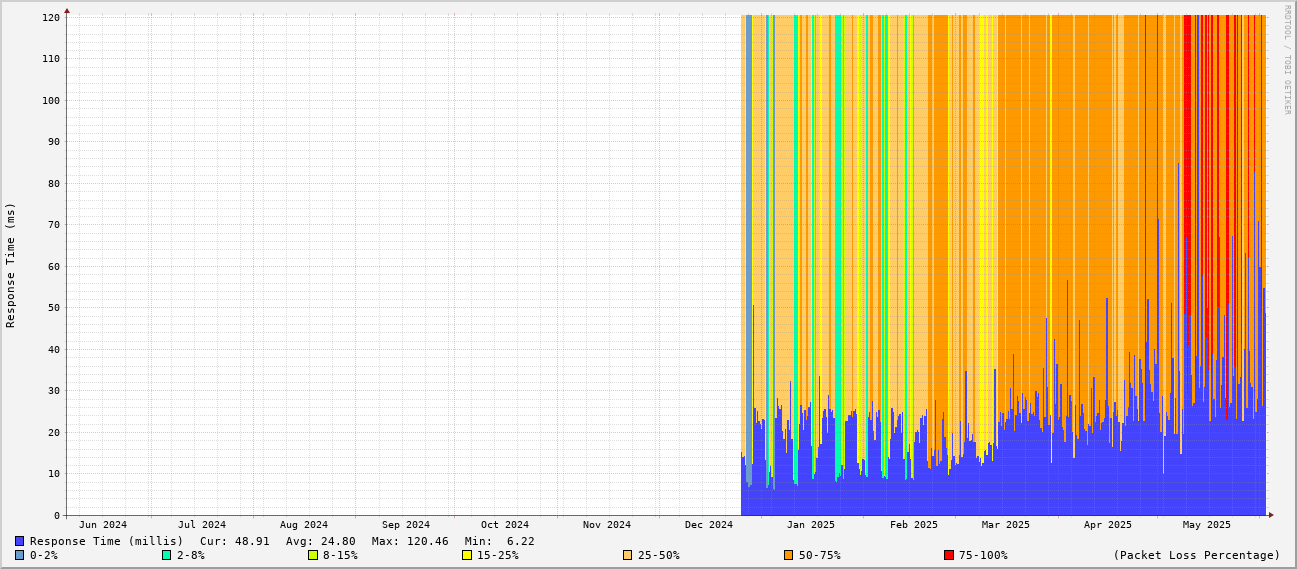 RRDTOOL / TOBI OETIKER
Response Time (ms)
120
110
100
90
80
70
60
50
40
30
20
10
0
Jun 2024 Jul 2024 Aug 2024 Sep 2024 Oct 2024 Nov 2024 Dec 2024 Jan 2025 Feb 2025 Mar 2025 Apr 2025 May 2025
Response Time (millis) Cur: 48.91 Avg: 24.80 Max: 120.46 Min: 6.22
0-2% 2-8% 8-15% 15-25% 25-50% 50-75% 75-100% (Packet Loss Percentage)